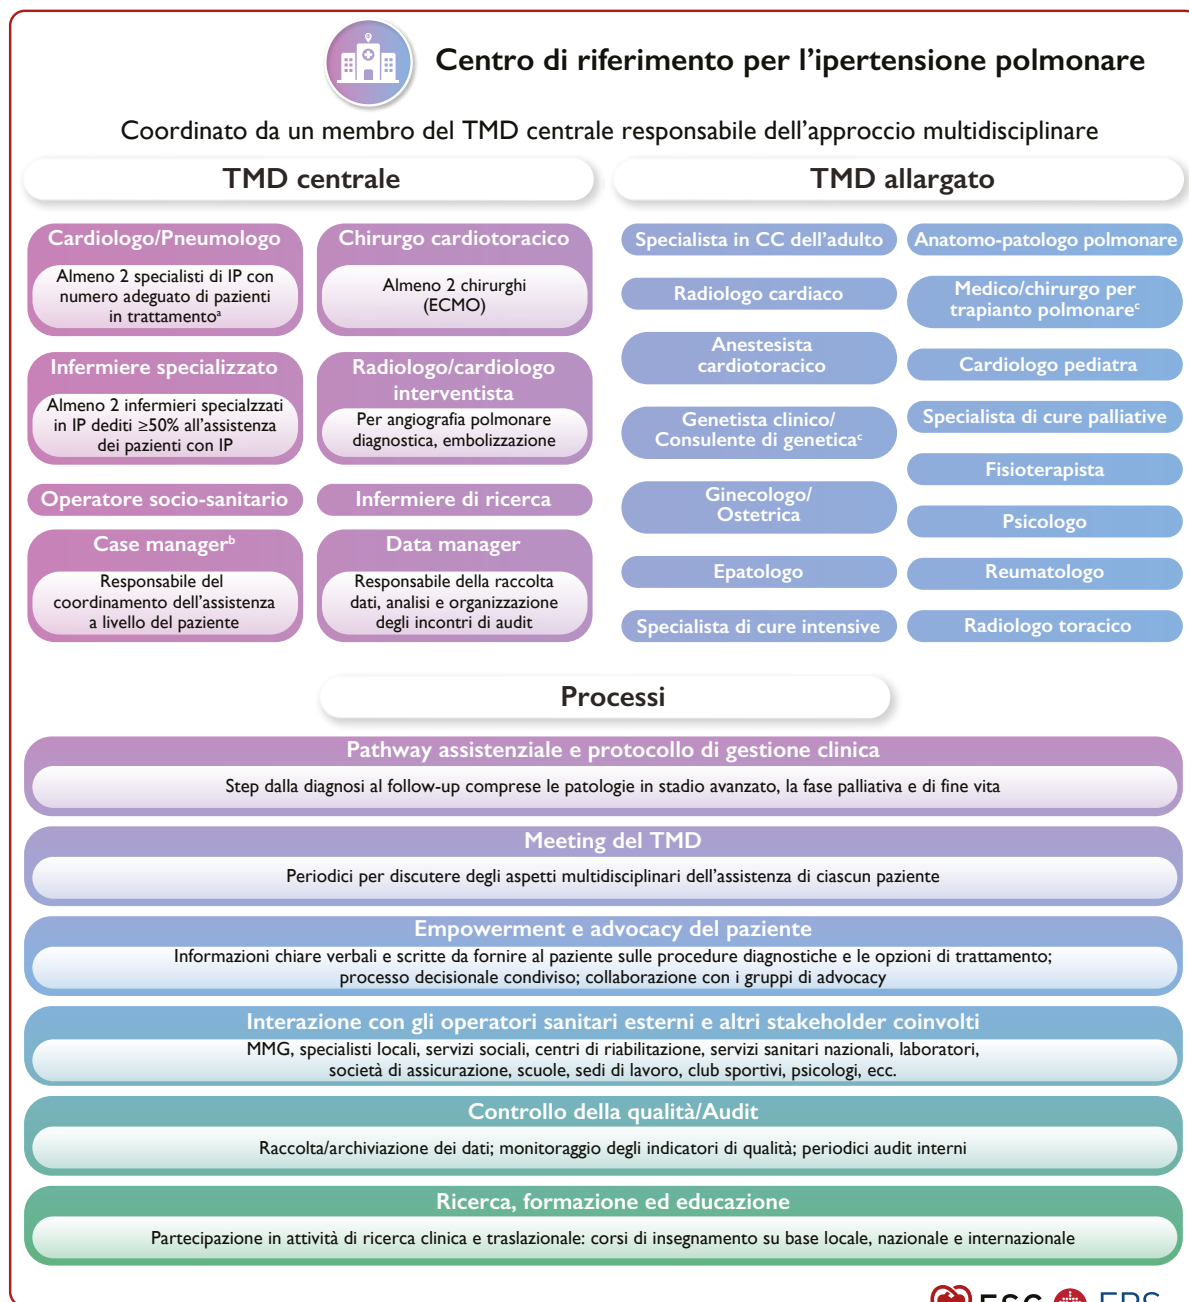 Centro di riferimento per l'ipertensione polmonare
Coordinato da un membro del TMD centrale responsabile dell'approccio multidisciplinare
TMD centrale
Cardiologo/Pneumologo
Almeno 2 specialisti di IP con
numero adeguato di pazienti
in trattamentoᵃ
Chirurgo cardiotoracico
Almeno 2 chirurghi
(ECMO)
Infermiere specializzato
Almeno 2 infermieri specialzzati
in IP dediti ≥50% all'assistenza
dei pazienti con IP
Radiologo/cardiologo
interventista
Per angiografia polmonare
diagnostica, embolizzazione
Operatore socio-sanitario
Infermiere di ricerca
Case managerᵇ
Responsabile del
coordinamento dell'assistenza
a livello del paziente
Data manager
Responsabile della raccolta
dati, analisi e organizzazione
degli incontri di audit
TMD allargato
Specialista in CC dell'adulto
Radiologo cardiaco
Anestesista
cardiotoracico
Genetista clinico/
Consulente di geneticaᶜ
Ginecologo/
Ostetrica
Epatologo
Specialista di cure intensive
Anatomo-patologo polmonare
Medico/chirurgo per
trapianto polmonareᶜ
Cardiologo pediatra
Specialista di cure palliative
Fisioterapista
Psicologo
Reumatologo
Radiologo toracico
Processi
Pathway assistenziale e protocollo di gestione clinica
Step dalla diagnosi al follow-up comprese le patologie in stadio avanzato, la fase palliativa e di fine vita
Meeting del TMD
Periodici per discutere degli aspetti multidisciplinari dell'assistenza di ciascun paziente
Empowerment e advocacy del paziente
Informazioni chiare verbali e scritte da fornire al paziente sulle procedure diagnostiche e le opzioni di trattamento;
processo decisionale condiviso; collaborazione con i gruppi di advocacy
Interazione con gli operatori sanitari esterni e altri stakeholder coinvolti
MMG, specialisti locali, servizi sociali, centri di riabilitazione, servizi sanitari nazionali, laboratori,
società di assicurazione, scuole, sedi di lavoro, club sportivi, psicologi, ecc.
Controllo della qualità/Audit
Raccolta/archiviazione dei dati; monitoraggio degli indicatori di qualità; periodici audit interni
Ricerca, formazione ed educazione
Partecipazione in attività di ricerca clinica e traslazionale: corsi di insegnamento su base locale, nazionale e internazionale
ESC ERS